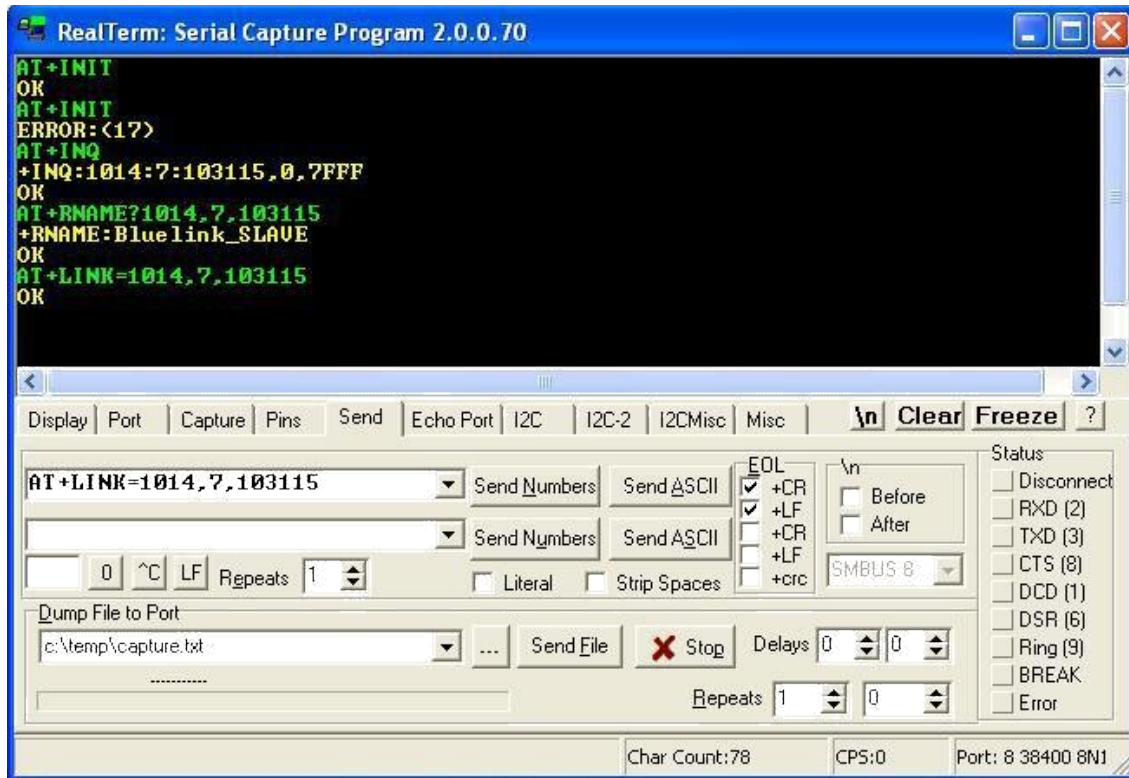 RealTerm: Serial Capture Program 2.0.0.70
AT+INIT
OK
AT+INIT
ERROR:(17)
AT+INQ
+INQ:1014:7:103115,0,7FFF
OK
AT+RNAME?1014,7,103115
+RNAME:Bluelink_SLAVE
OK
AT+LINK=1014,7,103115
OK
Display Port Capture Pins Send Echo Port I2C I2C-2 I2CMisc Misc \n Clear Freeze ?
AT+LINK=1014,7,103115 Send Numbers Send ASCII
Send Numbers Send ASCII
0 ^C LF Repeats 1 Literal Strip Spaces
EOL
+CR
+LF
+CR
+LF
+crc
\n
Before
After
SMBUS 8
Status
Disconnect
RXD (2)
TXD (3)
CTS (8)
DCD (1)
DSR (6)
Ring (9)
BREAK
Error
Dump File to Port
c:\temp\capture.txt ... Send File Stop Delays 0 0
Repeats 1 0
Char Count:78 CPS:0 Port: 8 38400 8N1